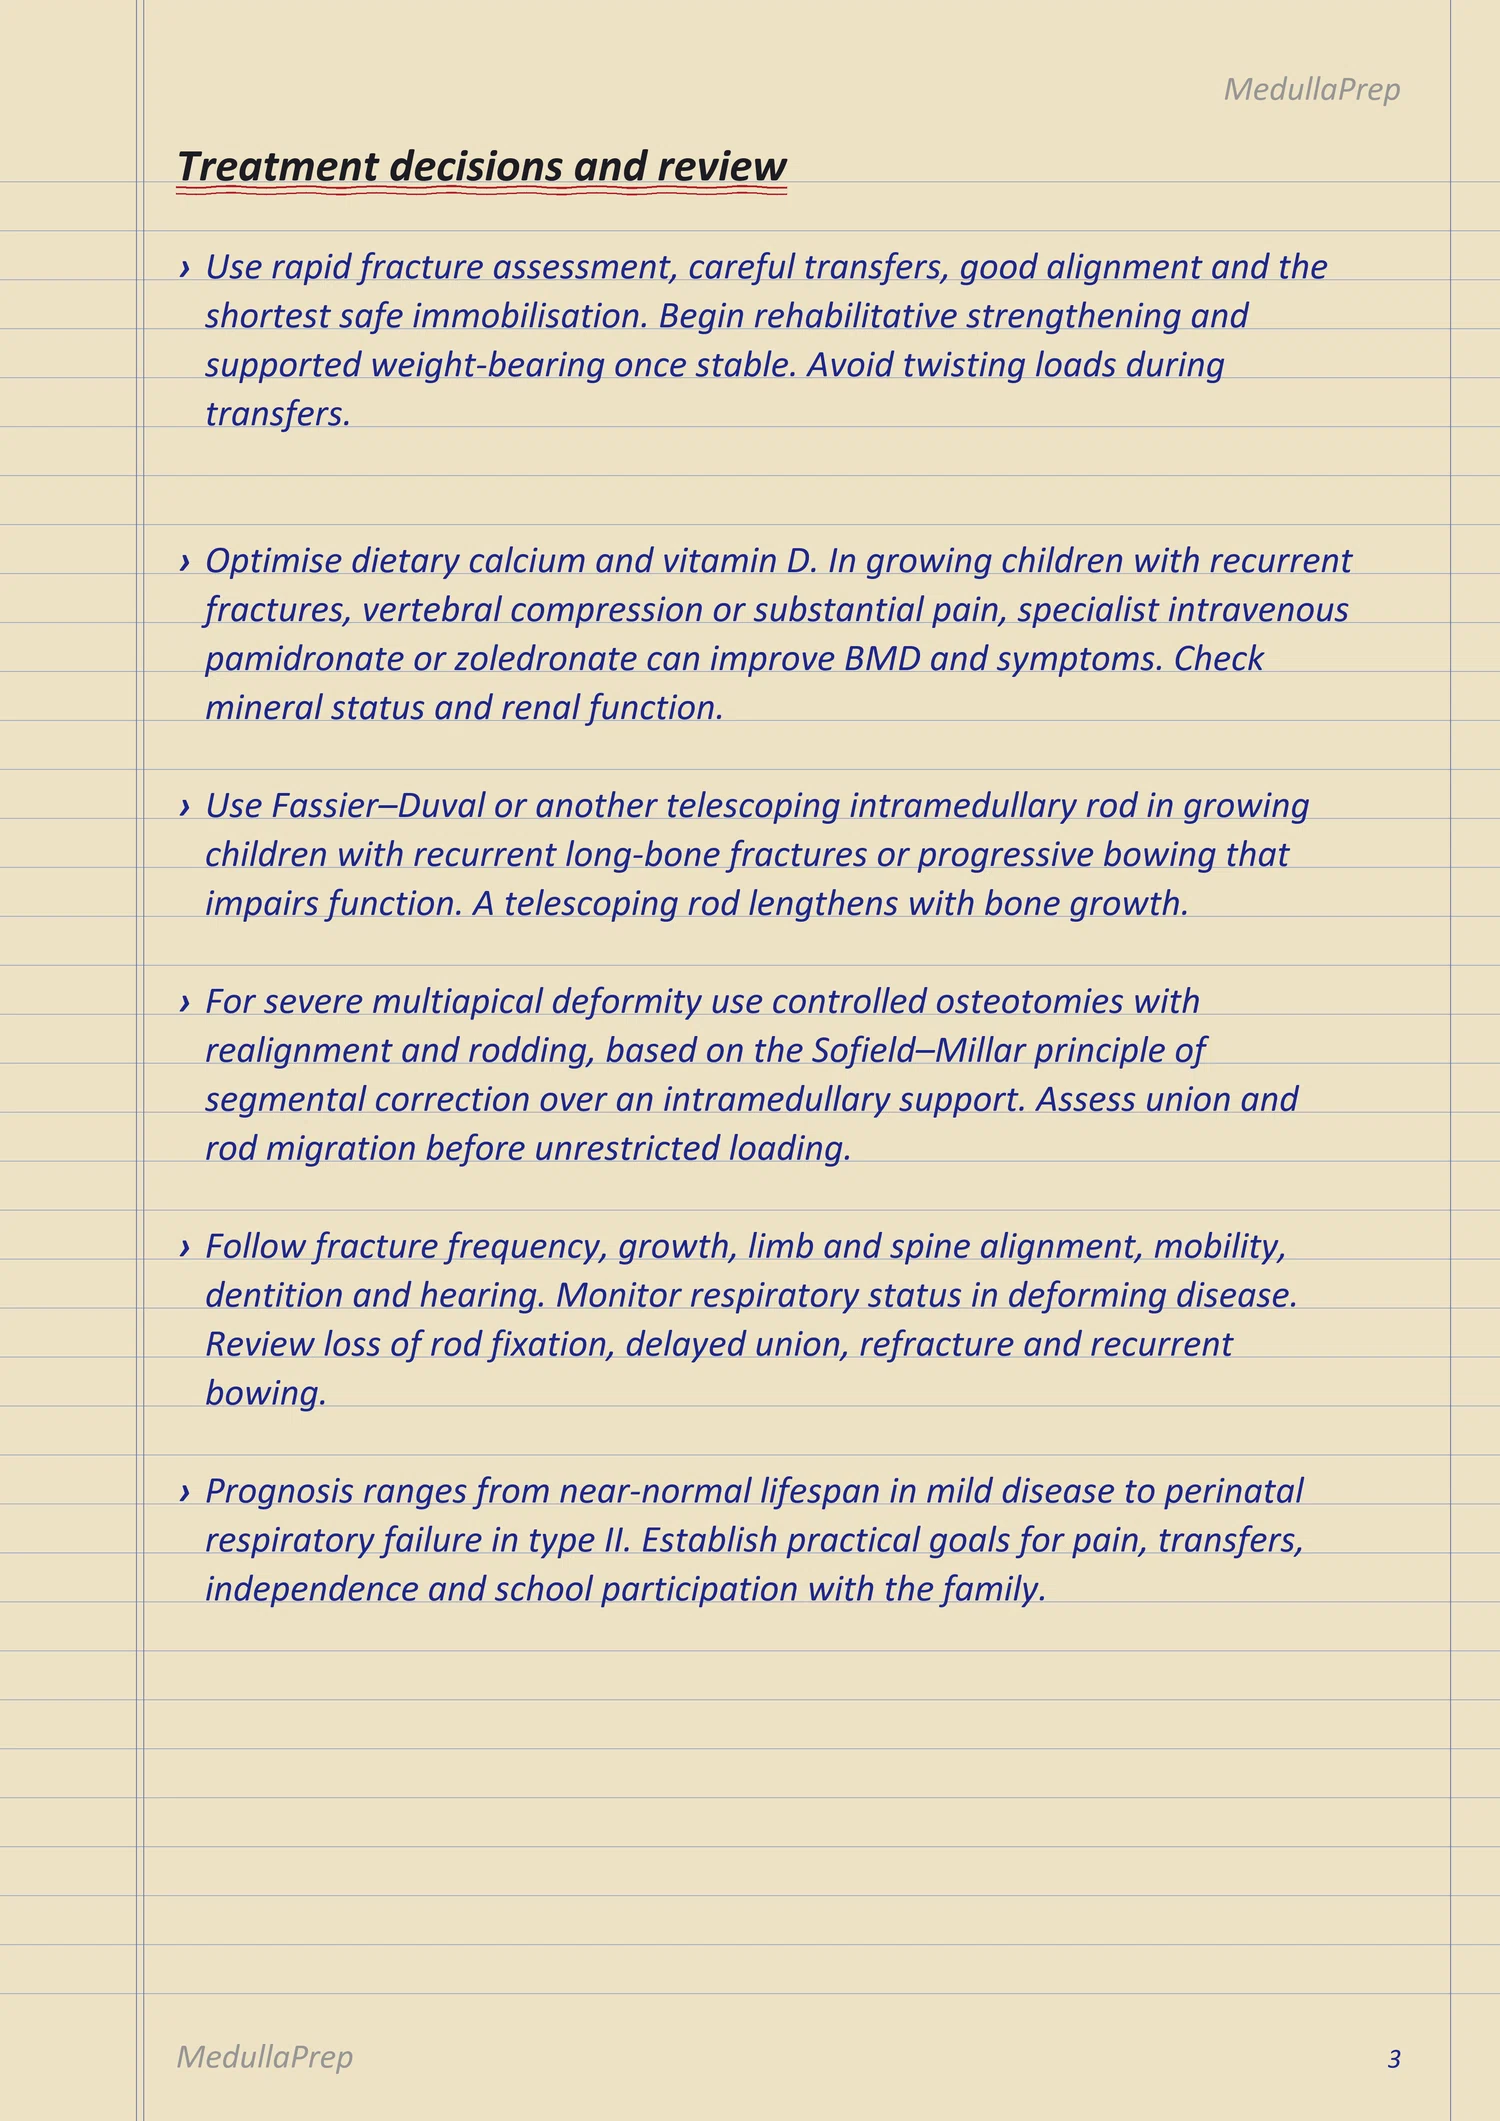 MedullaPrep
Treatment decisions and review
› Use rapid fracture assessment, careful transfers, good alignment and the
shortest safe immobilisation. Begin rehabilitative strengthening and
supported weight-bearing once stable. Avoid twisting loads during
transfers.
› Optimise dietary calcium and vitamin D. In growing children with recurrent
fractures, vertebral compression or substantial pain, specialist intravenous
pamidronate or zoledronate can improve BMD and symptoms. Check
mineral status and renal function.
› Use Fassier–Duval or another telescoping intramedullary rod in growing
children with recurrent long-bone fractures or progressive bowing that
impairs function. A telescoping rod lengthens with bone growth.
› For severe multiapical deformity use controlled osteotomies with
realignment and rodding, based on the Sofield–Millar principle of
segmental correction over an intramedullary support. Assess union and
rod migration before unrestricted loading.
› Follow fracture frequency, growth, limb and spine alignment, mobility,
dentition and hearing. Monitor respiratory status in deforming disease.
Review loss of rod fixation, delayed union, refracture and recurrent
bowing.
› Prognosis ranges from near-normal lifespan in mild disease to perinatal
respiratory failure in type II. Establish practical goals for pain, transfers,
independence and school participation with the family.
MedullaPrep
3